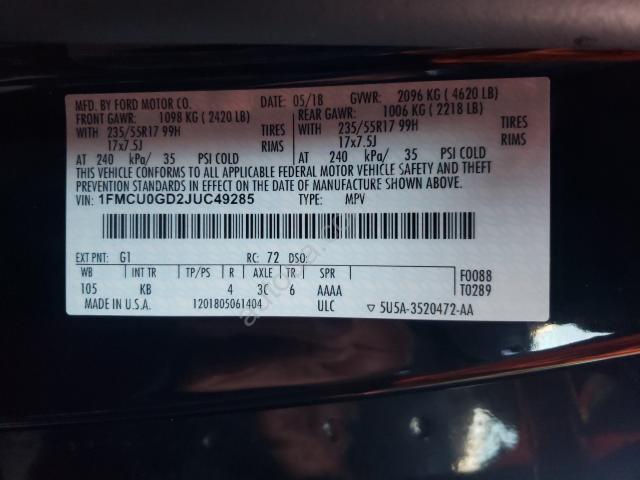 MFD. BY FORD MOTOR CO. DATE: 05/18 GVWR: 2096 KG ( 4620 LB)
FRONT GAWR: 1098 KG ( 2420 LB) REAR GAWR: 1006 KG ( 2218 LB)
WITH 235/55R17 99H TIRES WITH 235/55R17 99H TIRES
17x7.5J RIMS 17x7.5J RIMS
AT 240 kPa/ 35 PSI COLD AT 240 kPa/ 35 PSI COLD
THIS VEHICLE CONFORMS TO ALL APPLICABLE FEDERAL MOTOR VEHICLE SAFETY AND THEFT
PREVENTION STANDARDS IN EFFECT ON THE DATE OF MANUFACTURE SHOWN ABOVE.
VIN: 1FMCU0GD2JUC49285 TYPE: MPV
EXT PNT: G1 RC: 72 DSO:
WB INT TR TP/PS R AXLE TR SPR F0088
105 KB 4 3C 6 AAAA T0289
MADE IN U.S.A. 1201805061404 ULC ▽ 5U5A-3520472-AA